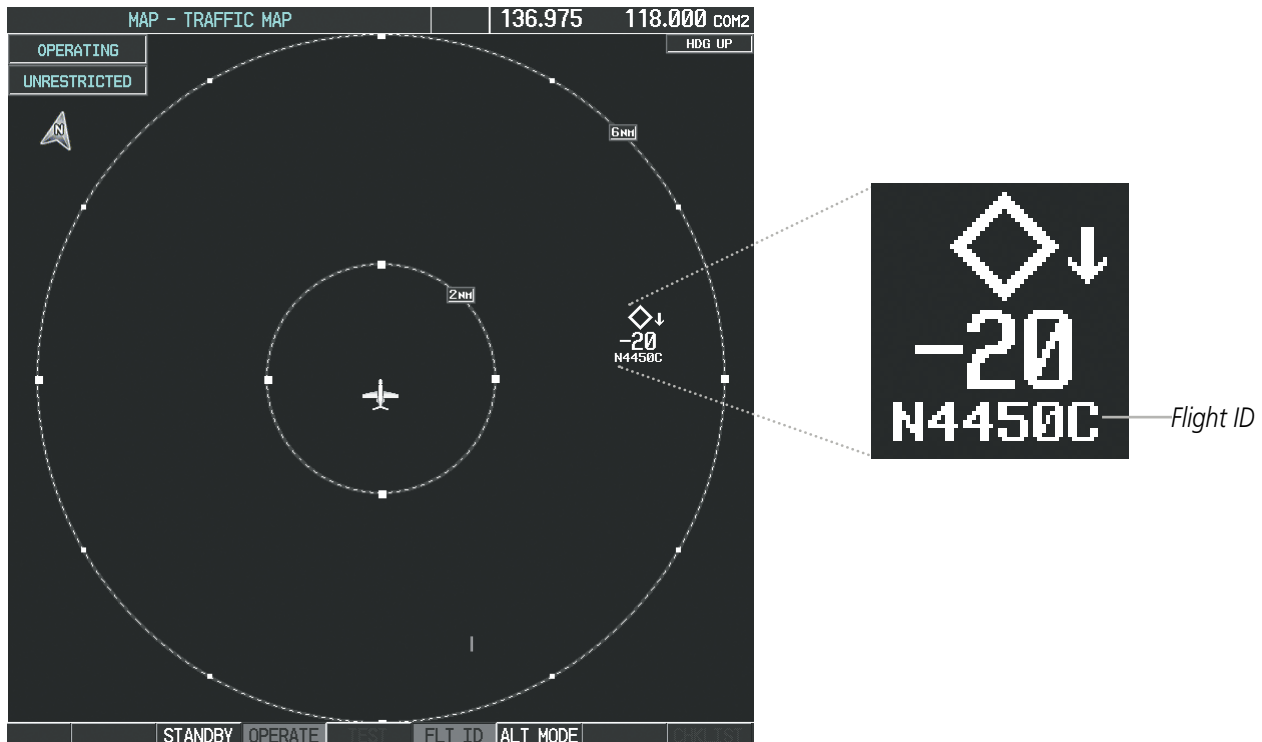 MAP - TRAFFIC MAP 136.975 118.000 COM2
OPERATING HDG UP
UNRESTRICTED
N
6NM
2NM
-20
N4450C
-20
N4450C Flight ID
STANDBY OPERATE TEST FLT ID ALT MODE CHKLIST